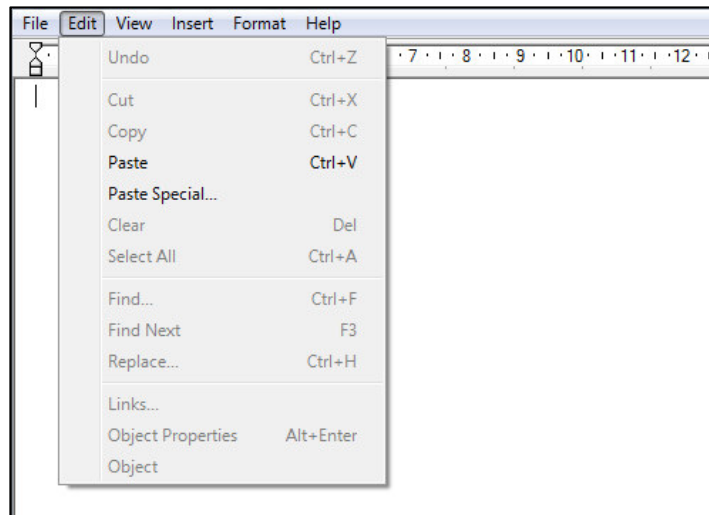 File Edit View Insert Format Help
· 7 · ı · 8 · ı · 9 · ı · 10 · ı · 11 · ı · 12 ·
Undo Ctrl+Z
Cut Ctrl+X
Copy Ctrl+C
Paste Ctrl+V
Paste Special...
Clear Del
Select All Ctrl+A
Find... Ctrl+F
Find Next F3
Replace... Ctrl+H
Links...
Object Properties Alt+Enter
Object